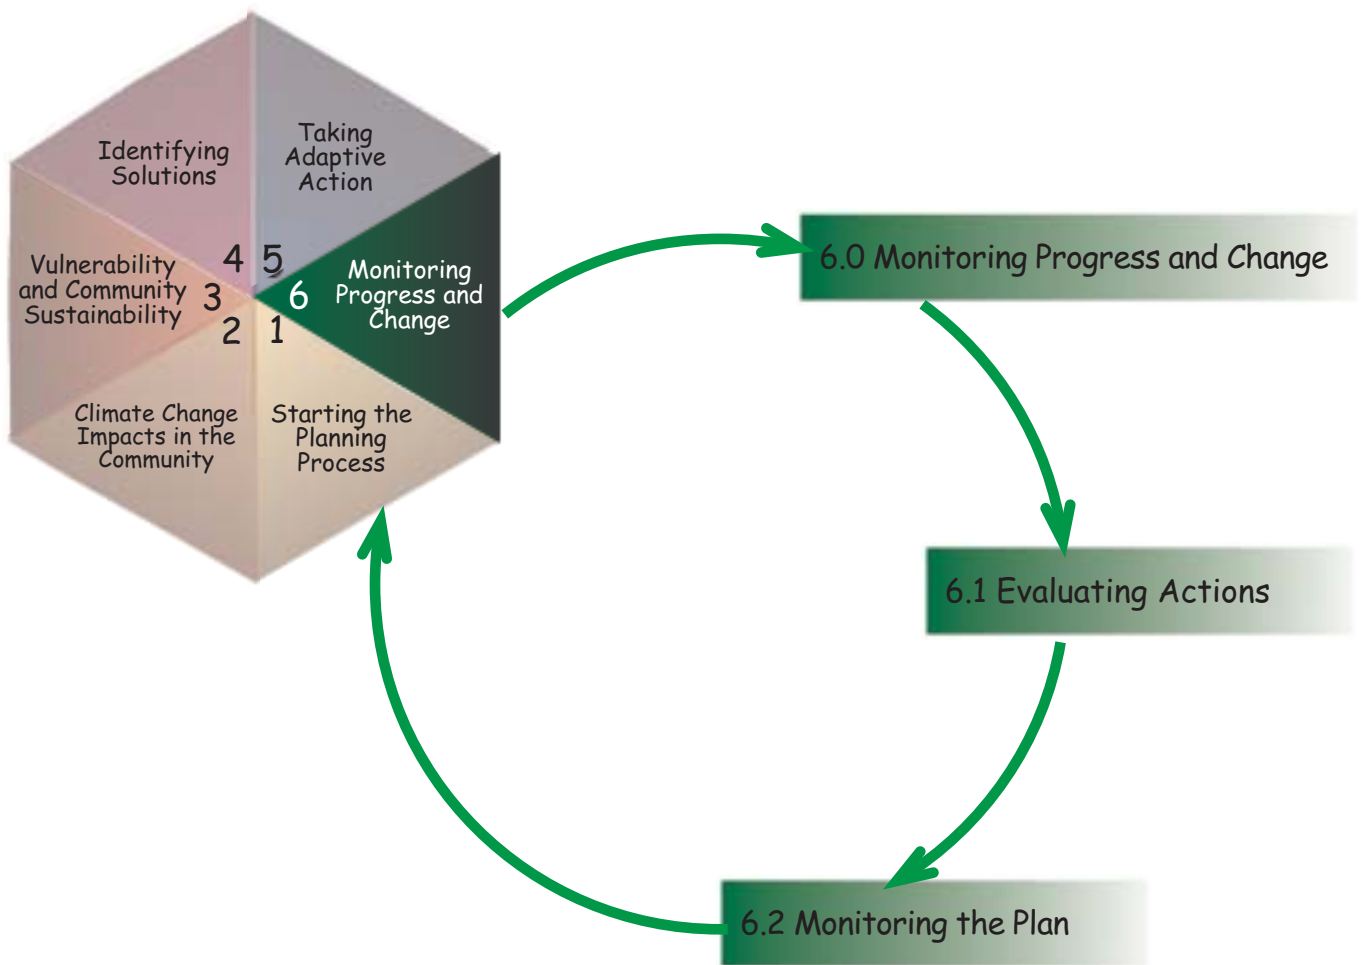 Identifying
Solutions
Taking
Adaptive
Action
Vulnerability
and Community
Sustainability
4
5
3
6
2
1
Monitoring
Progress and
Change
Climate Change
Impacts in the
Community
Starting the
Planning
Process
6.0 Monitoring Progress and Change
6.1 Evaluating Actions
6.2 Monitoring the Plan